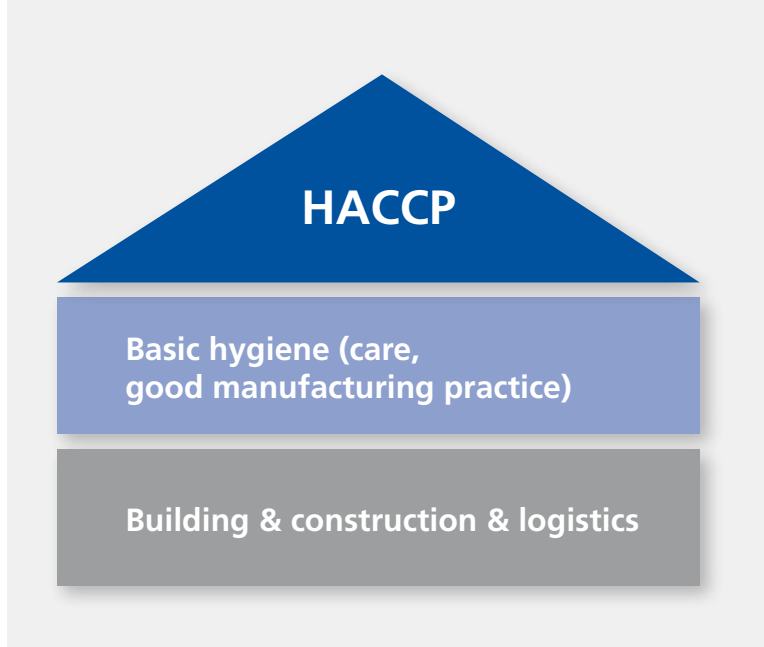 HACCP
Basic hygiene (care,
good manufacturing practice)
Building & construction & logistics